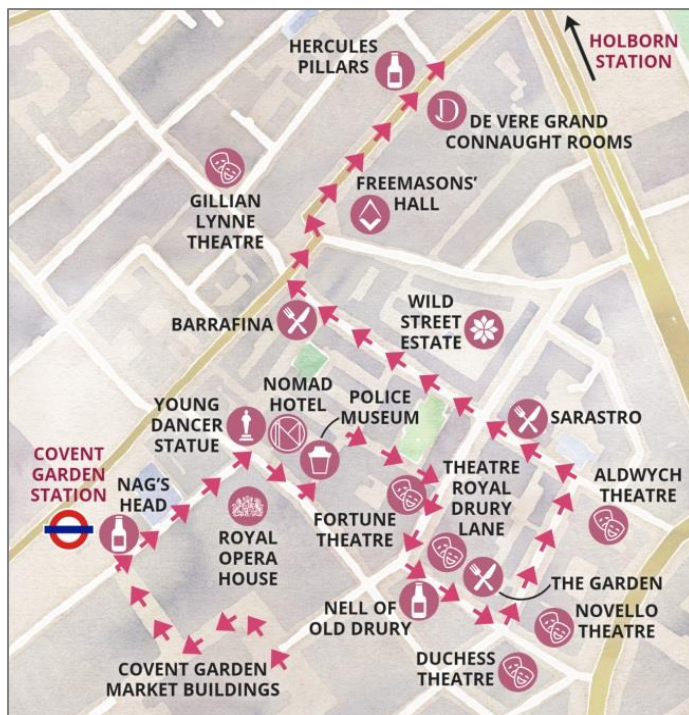 HERCULES
PILLARS
HOLBORN
STATION
D
DE VERE GRAND
CONNAUGHT ROOMS
FREEMASONS'
HALL
GILLIAN
LYNNE
THEATRE
BARRAFINA
WILD
STREET
ESTATE
NOMAD
HOTEL
POLICE
MUSEUM
YOUNG
DANCER
STATUE
SARASTRO
COVENT
GARDEN
STATION
NAG'S
HEAD
THEATRE
ROYAL
DRURY
LANE
ALDWYCH
THEATRE
FORTUNE
THEATRE
ROYAL
OPERA
HOUSE
THE GARDEN
NELL OF
OLD DRURY
NOVELLO
THEATRE
DUCHESS
THEATRE
COVENT GARDEN
MARKET BUILDINGS